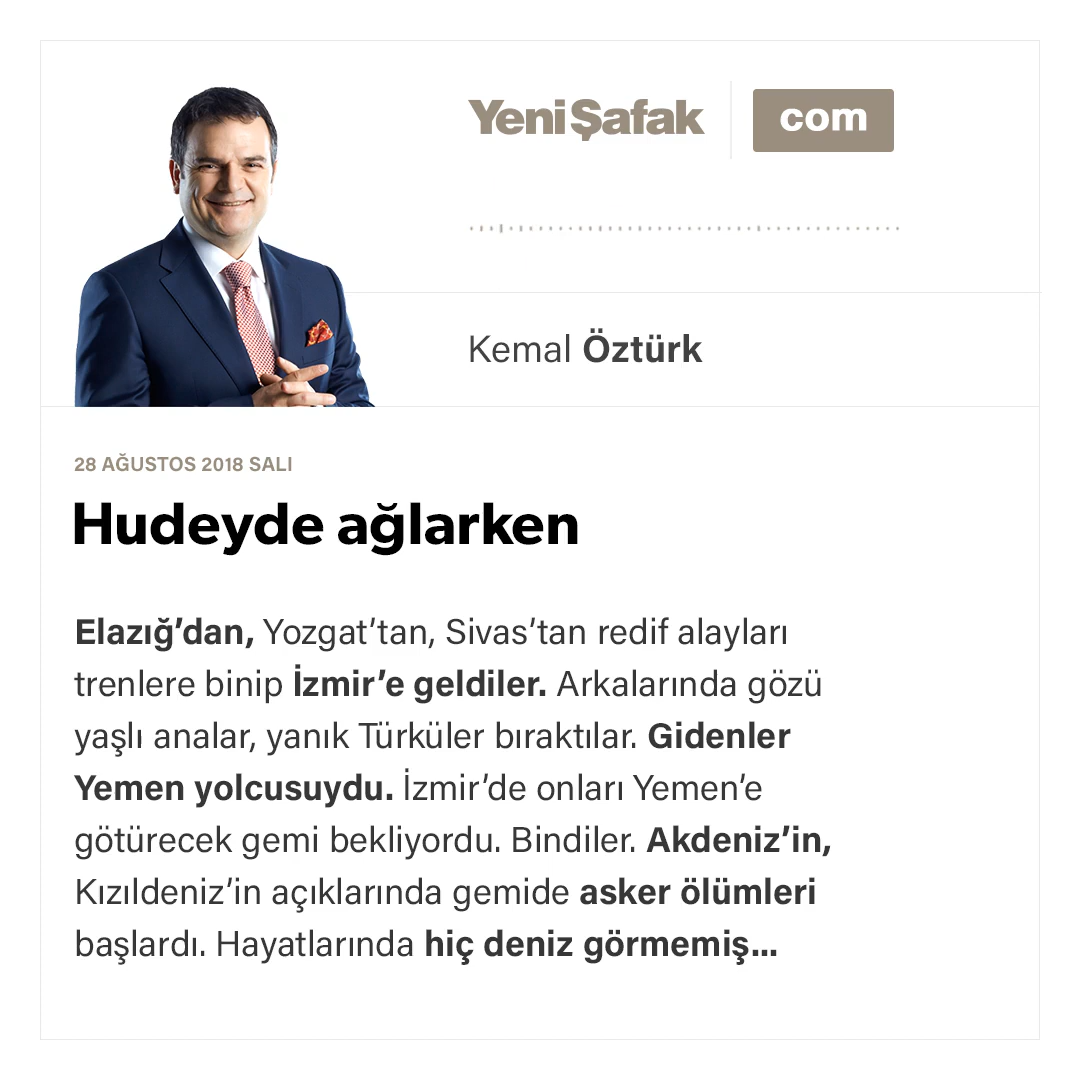 YeniŞafak
com
Kemal Öztürk
28 AĞUSTOS 2018 SALI
Hudeyde ağlarken
Elazığ’dan, Yozgat’tan, Sivas’tan redif alayları
trenlere binip İzmir’e geldiler. Arkalarında gözü
yaşlı analar, yanık Türküler bıraktılar. Gidenler
Yemen yolcusuydu. İzmir’de onları Yemen’e
götürecek gemi bekliyordu. Bindiler. Akdeniz’in,
Kızıldeniz’in açıklarında gemide asker ölümleri
başlardı. Hayatlarında hiç deniz görmemiş...